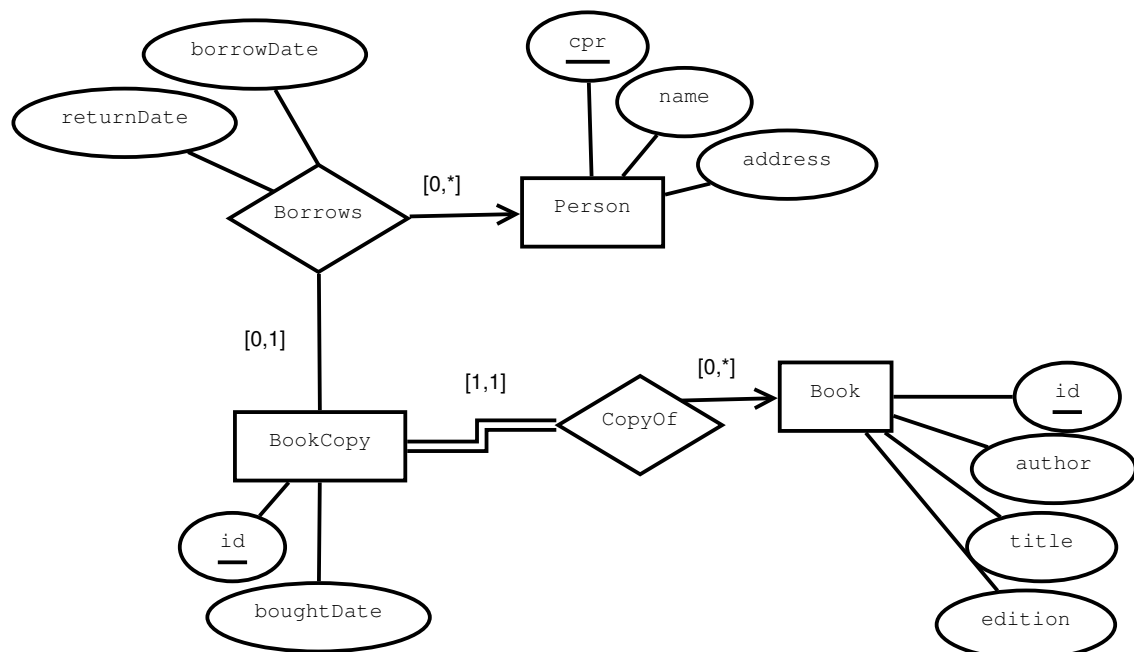 borrowDate
cpr
name
returnDate
address
[0,*]
Person
Borrows
[0,1]
[1,1]
[0,*]
Book
id
CopyOf
BookCopy
author
id
title
boughtDate
edition